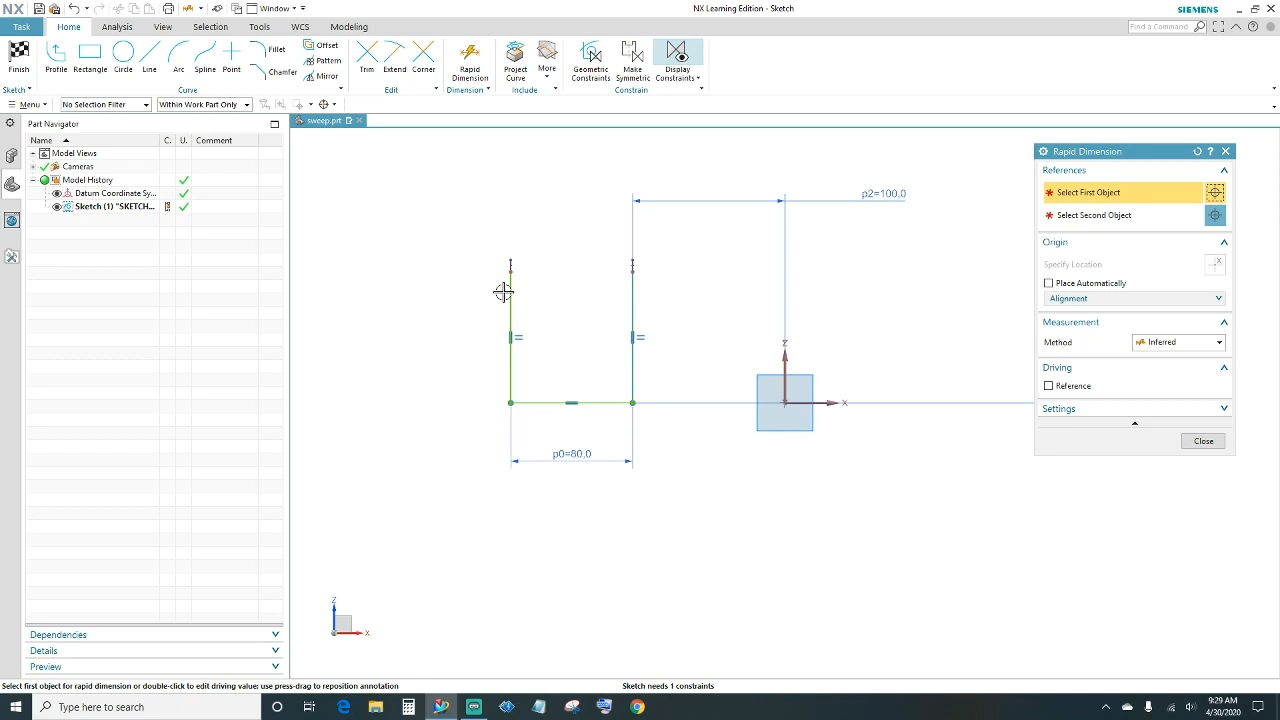 NX
Window
NX Learning Edition - Sketch
SIEMENS
Task
Home
Analysis
View
Selection
Tools
WCS
Modeling
Find a Command
Finish
Profile
Rectangle
Circle
Line
Arc
Spline
Point
Fillet
Chamfer
Offset
Pattern
Mirror
Trim
Extend
Corner
Rapid
Dimension
Project
Curve
More
Geometric
Constraints
Make
Symmetric
Display
Constraints
Sketch
Curve
Edit
Dimension
Include
Constrain
Menu
No Selection Filter
Within Work Part Only
Part Navigator
sweep.prt
Name
C.
U.
Comment
Model Views
Cameras
Model History
Datum Coordinate Sy...
Sketch (1) "SKETCH...
p2=100,0
p0=80,0
Z
X
Z
X
Rapid Dimension
References
Select First Object
Select Second Object
Origin
Specify Location
Place Automatically
Alignment
Measurement
Method
Inferred
Driving
Reference
Settings
Close
Dependencies
Details
Preview
Select first object for rapid dimension or double-click to edit driving value; use press-drag to reposition annotation
Sketch needs 1 constraints
Type here to search
9:29 AM
4/30/2020